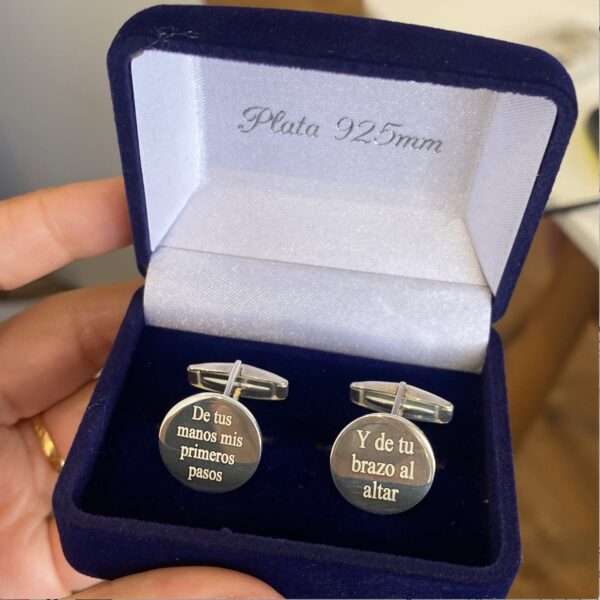 Plata 925mm
De tus
manos mis
primeros
pasos
Y de tu
brazo al
altar